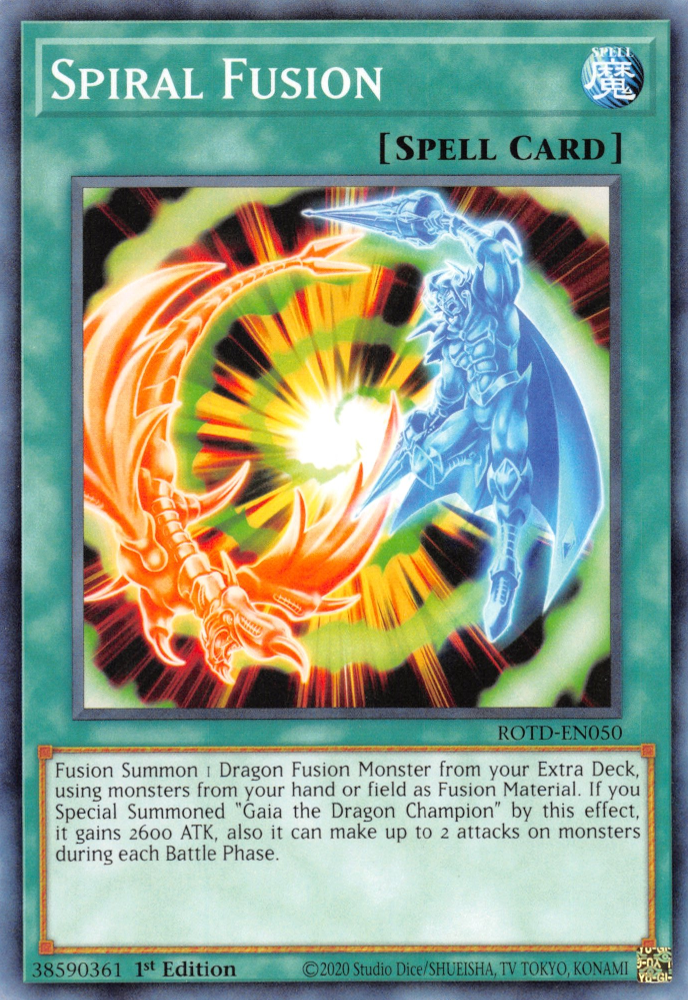 Spiral Fusion
SPELL
魔
[Spell Card]
ROTD-EN050
Fusion Summon 1 Dragon Fusion Monster from your Extra Deck,
using monsters from your hand or field as Fusion Material. If you
Special Summoned "Gaia the Dragon Champion" by this effect,
it gains 2600 ATK, also it can make up to 2 attacks on monsters
during each Battle Phase.
38590361 1st Edition ©2020 Studio Dice/SHUEISHA, TV TOKYO, KONAMI